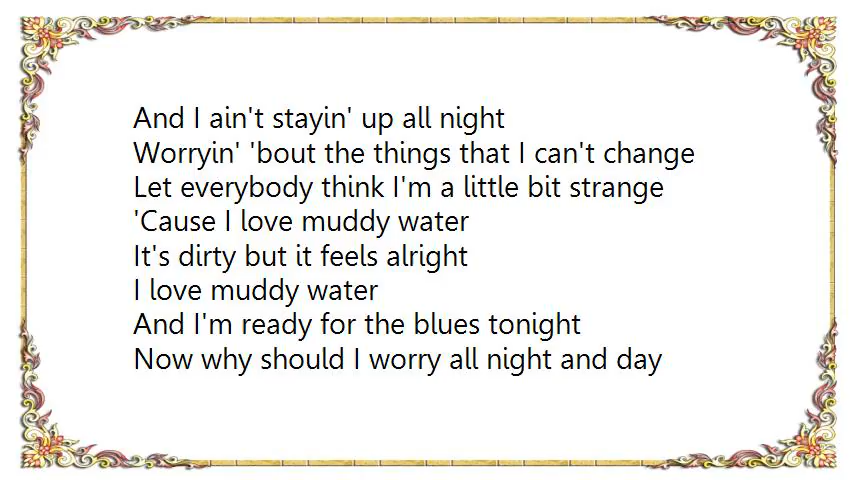 And I ain't stayin' up all night
Worryin' 'bout the things that I can't change
Let everybody think I'm a little bit strange
'Cause I love muddy water
It's dirty but it feels alright
I love muddy water
And I'm ready for the blues tonight
Now why should I worry all night and day